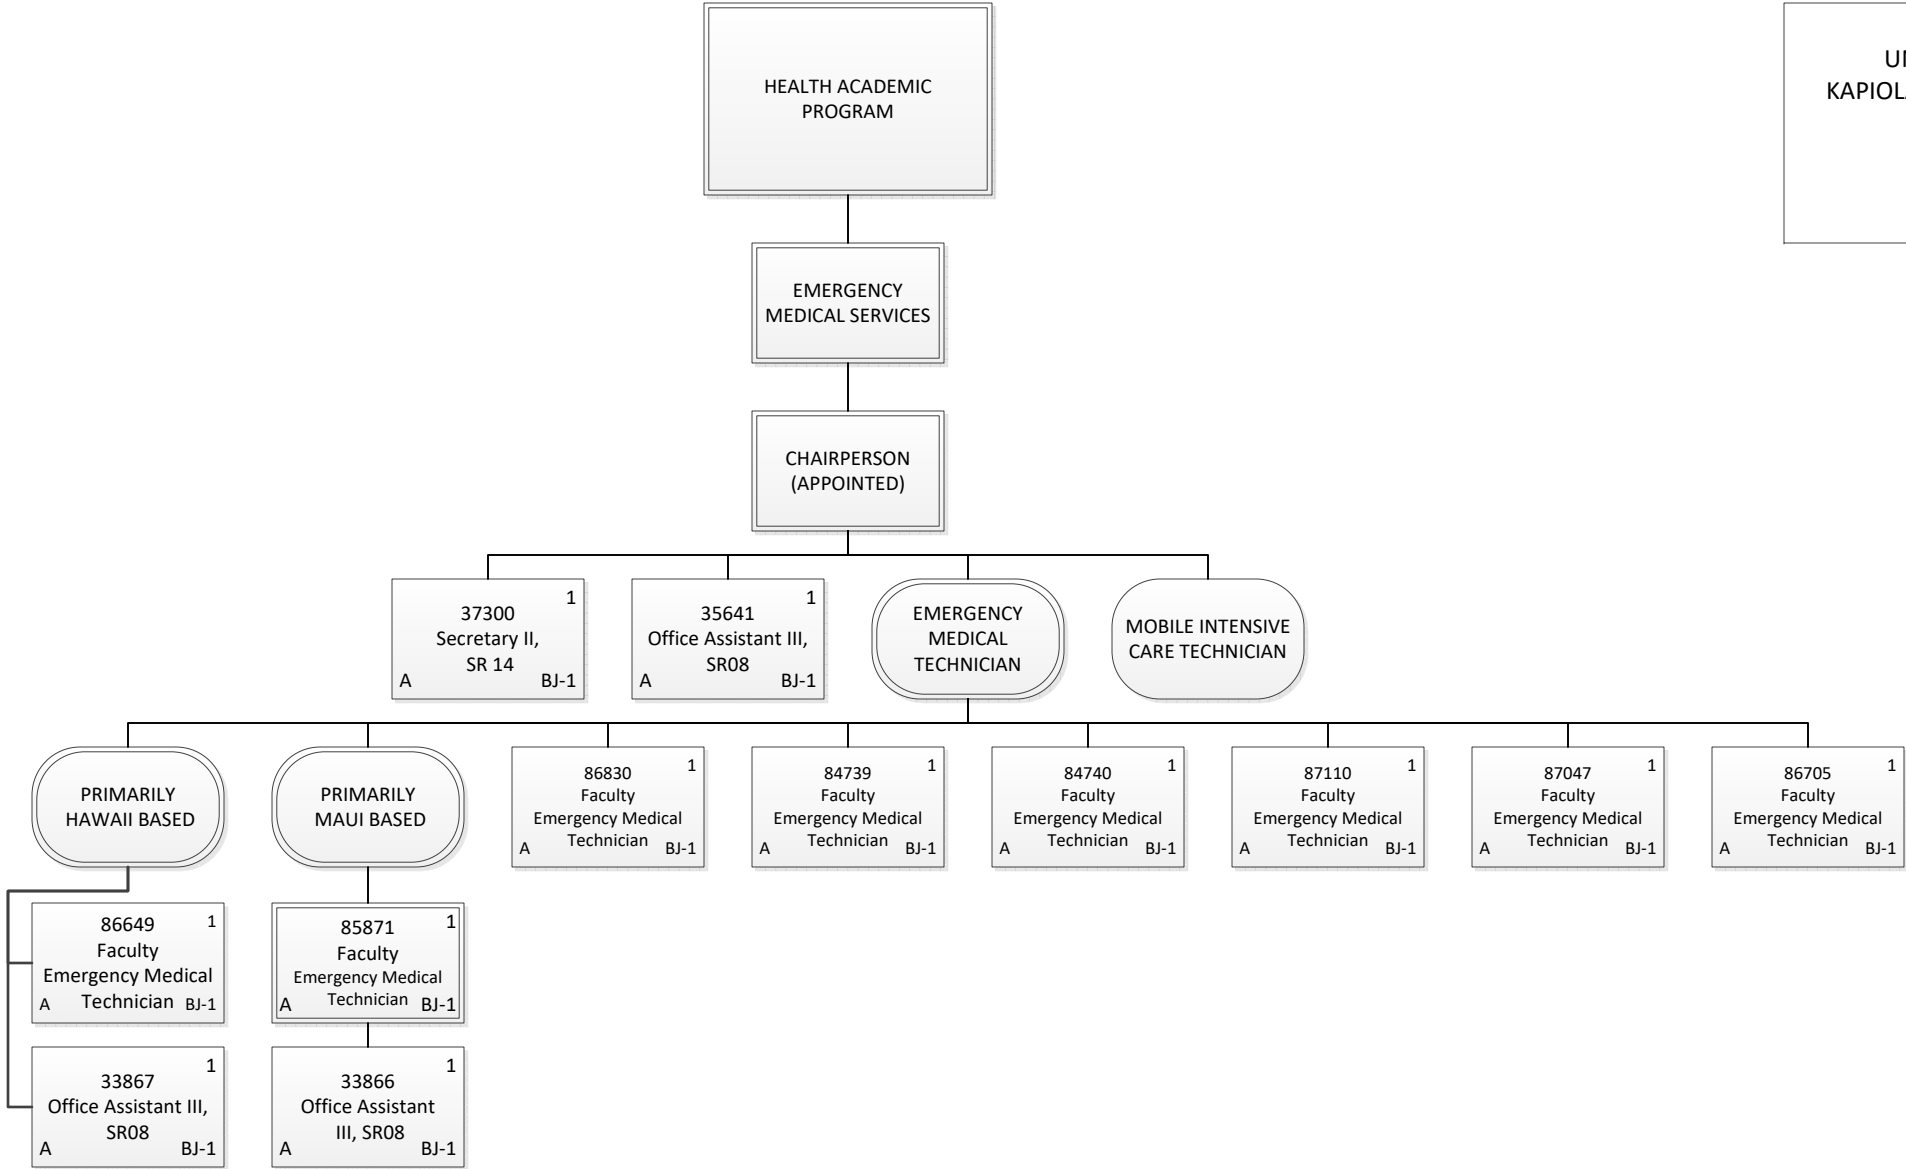 HEALTH ACADEMIC
PROGRAM
EMERGENCY
MEDICAL SERVICES
CHAIRPERSON
(APPOINTED)
1
37300
Secretary II,
SR 14
A BJ-1
1
35641
Office Assistant III,
SR08
A BJ-1
EMERGENCY
MEDICAL
TECHNICIAN
MOBILE INTENSIVE
CARE TECHNICIAN
PRIMARILY
HAWAII BASED
PRIMARILY
MAUI BASED
86830 1
Faculty
Emergency Medical
A Technician BJ-1
84739 1
Faculty
Emergency Medical
A Technician BJ-1
84740 1
Faculty
Emergency Medical
A Technician BJ-1
87110 1
Faculty
Emergency Medical
A Technician BJ-1
87047 1
Faculty
Emergency Medical
A Technician BJ-1
86705 1
Faculty
Emergency Medical
A Technician BJ-1
86649 1
Faculty
Emergency Medical
A Technician BJ-1
85871 1
Faculty
Emergency Medical
A Technician BJ-1
1
33867
Office Assistant III,
SR08
A BJ-1
1
33866
Office Assistant
III, SR08
A BJ-1